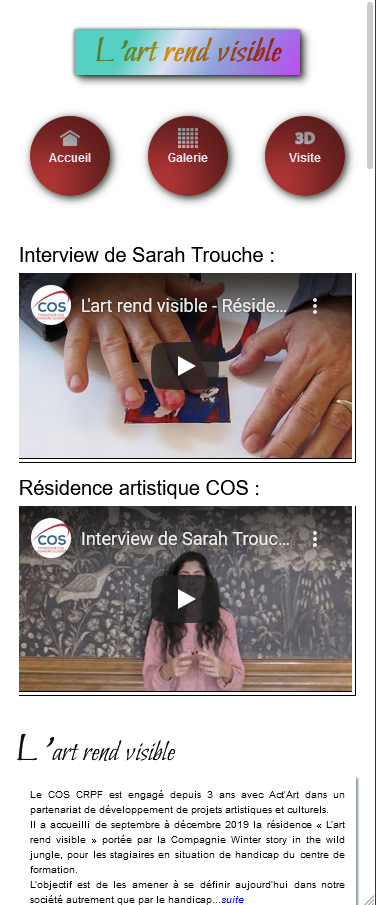 L'art rend visible
Accueil
Galerie
3D
Visite
Interview de Sarah Trouche :
COS
L'art rend visible - Réside...
Résidence artistique COS :
COS
Interview de Sarah Trouc...
L'art rend visible
Le COS CRPF est engagé depuis 3 ans avec Act'Art dans un
partenariat de développement de projets artistiques et culturels.
Il a accueilli de septembre à décembre 2019 la résidence « L'art
rend visible » portée par la Compagnie Winter story in the wild
jungle, pour les stagiaires en situation de handicap du centre de
formation.
L'objectif est de les amener à se définir aujourd'hui dans notre
société autrement que par le handicap...suite